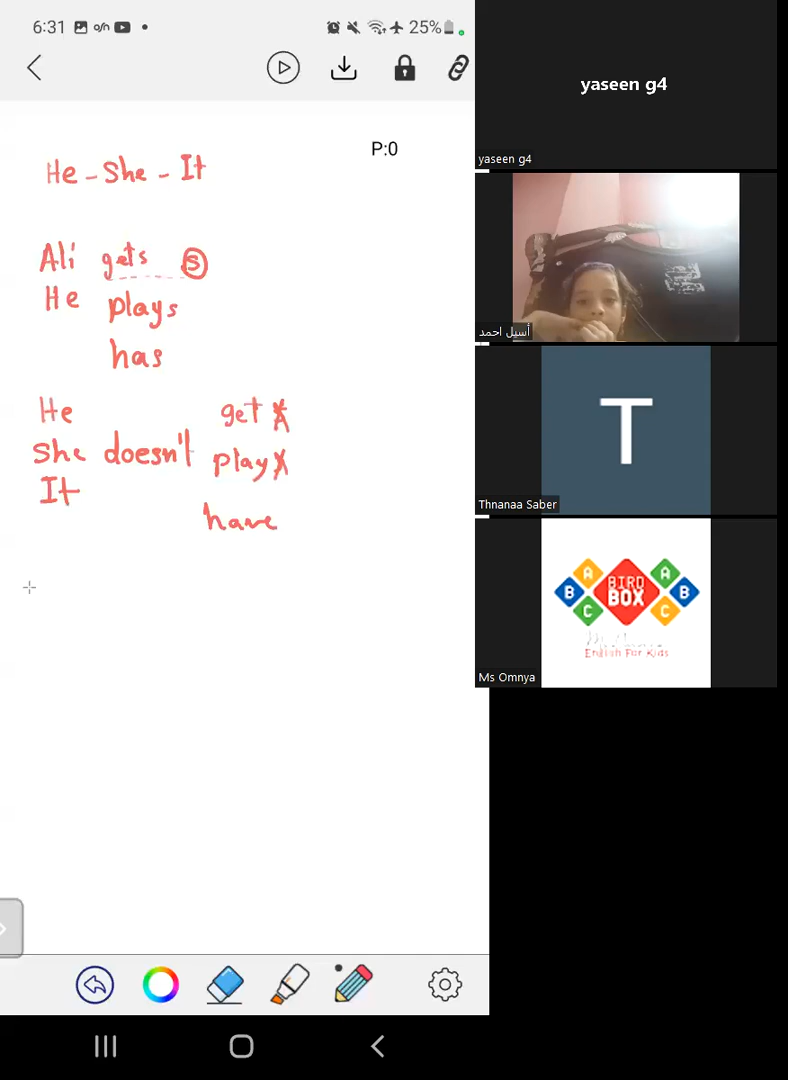 6:31 25%
P:0
He - She - It
Ali gets s
He plays
has
He get
She doesn't play
It
have
yaseen g4
yaseen g4
أسيل احمد
T
Thnanaa Saber
A A
B BIRD B
BOX
C C
English For Kids
Ms Omnya